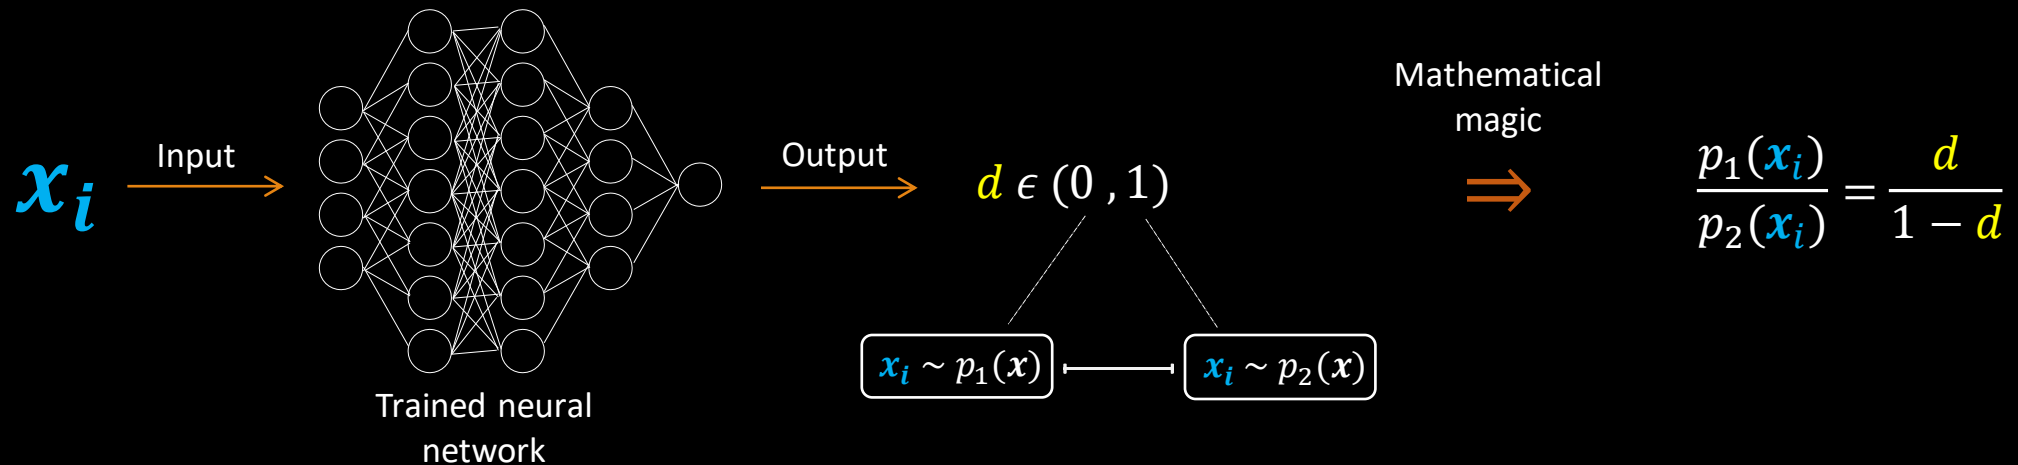 x_i
Input
Trained neural
network
Output
d ϵ (0 , 1)
x_i ~ p_1(x)
x_i ~ p_2(x)
Mathematical
magic
⇒
p_1(x_i) / p_2(x_i) = d / 1 − d